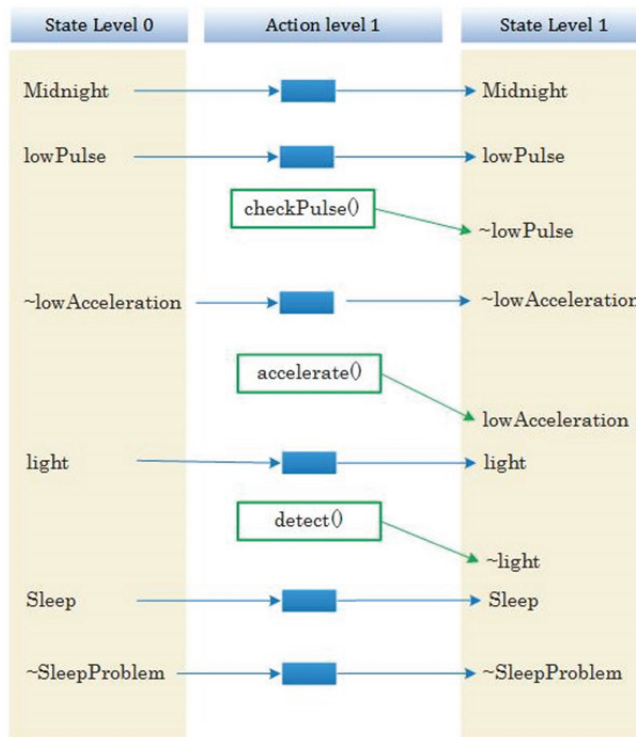 State Level 0
Action level 1
State Level 1
Midnight
Midnight
lowPulse
lowPulse
checkPulse()
~lowPulse
~lowAcceleration
~lowAcceleration
accelerate()
lowAcceleration
light
light
detect()
~light
Sleep
Sleep
~SleepProblem
~SleepProblem